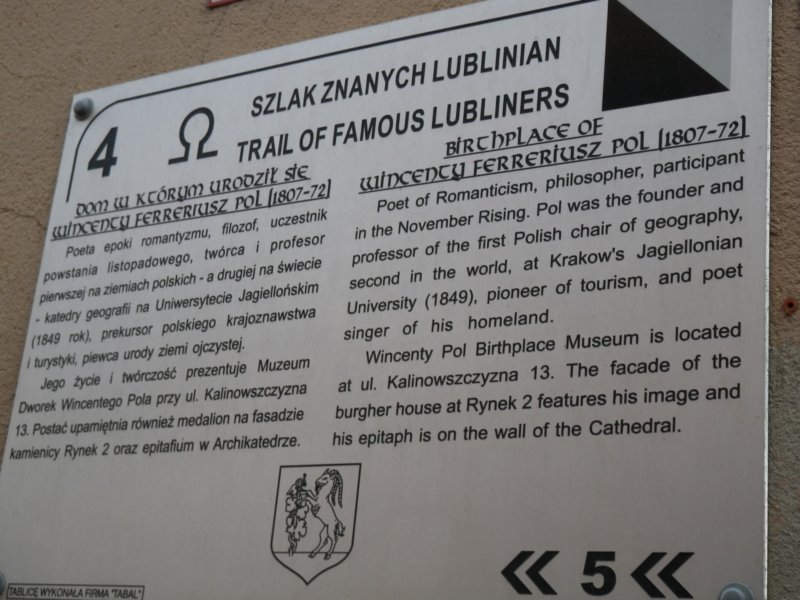 4 Ω
SZLAK ZNANYCH LUBLINIAN
TRAIL OF FAMOUS LUBLINERS
DOM W KTÓRYM URODZIŁ SIE
WINCENTY FERRERIUSZ POL (1807-72)
Poeta epoki romantyzmu, filozof, uczestnik
powstania listopadowego, twórca i profesor
pierwszej na ziemiach polskich - a drugiej na świecie
- katedry geografii na Uniwersytecie Jagiellońskim
(1849 rok), prekursor polskiego krajoznawstwa
i turystyki, piewca urody ziemi ojczystej.
Jego życie i twórczość prezentuje Muzeum
Dworek Wincentego Pola przy ul. Kalinowszczyzna
13. Postać upamiętnia również medalion na fasadzie
kamienicy Rynek 2 oraz epitafium w Archikatedrze.
BIRTHPLACE OF
WINCENTY FERRERIUSZ POL (1807-72)
Poet of Romanticism, philosopher, participant
in the November Rising. Pol was the founder and
professor of the first Polish chair of geography,
second in the world, at Krakow's Jagiellonian
University (1849), pioneer of tourism, and poet
singer of his homeland.
Wincenty Pol Birthplace Museum is located
at ul. Kalinowszczyzna 13. The facade of the
burgher house at Rynek 2 features his image and
his epitaph is on the wall of the Cathedral.
TABLICĘ WYKONAŁA FIRMA "TABAL"
« 5 «